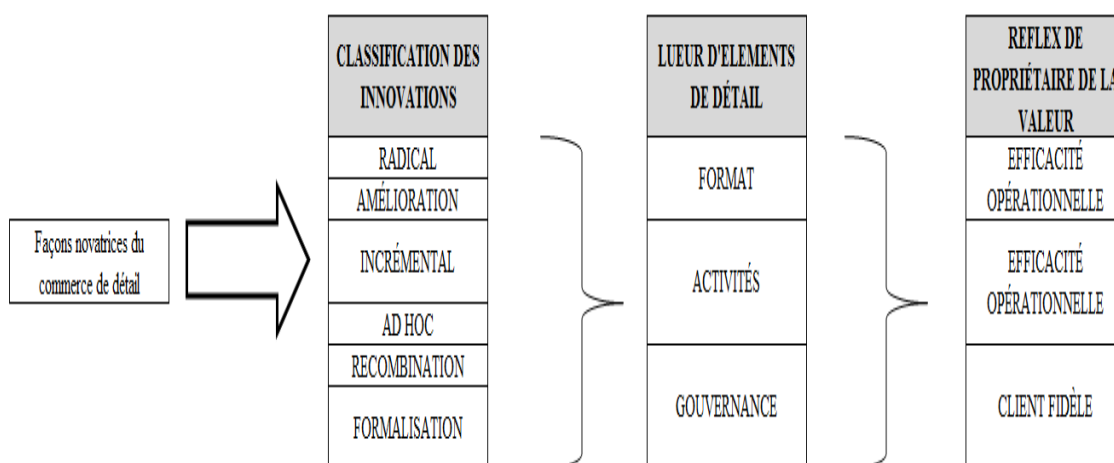 Façons novatrices du
commerce de détail
CLASSIFICATION DES
INNOVATIONS
RADICAL
AMÉLIORATION
INCRÉMENTAL
AD HOC
RECOMBINATION
FORMALISATION
LUEUR D'ELEMENTS
DE DÉTAIL
FORMAT
ACTIVITÉS
GOUVERNANCE
REFLEX DE
PROPRIÉTAIRE DE LA
VALEUR
EFFICACITÉ
OPÉRATIONNELLE
EFFICACITÉ
OPÉRATIONNELLE
CLIENT FIDÈLE